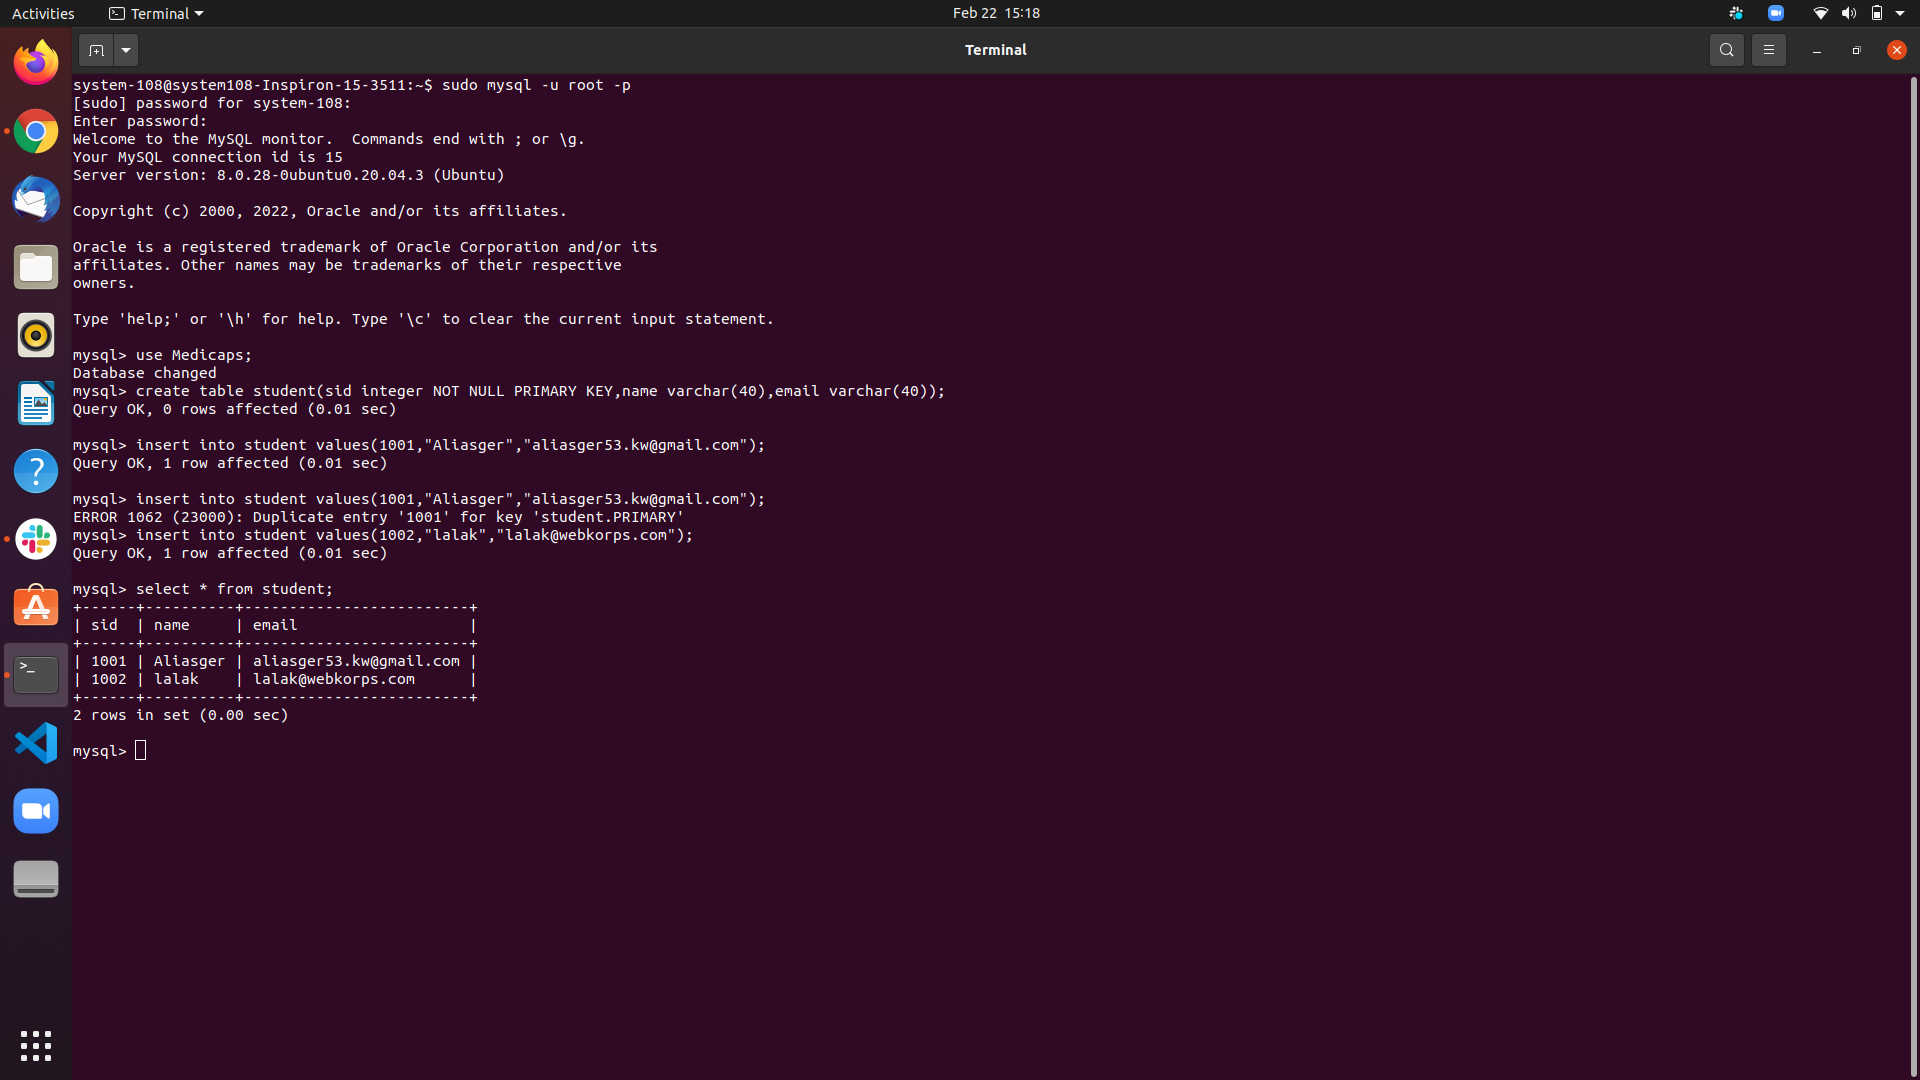 Activities Terminal Feb 22 15:18
Terminal
system-108@system108-Inspiron-15-3511:~$ sudo mysql -u root -p
[sudo] password for system-108:
Enter password:
Welcome to the MySQL monitor.  Commands end with ; or \g.
Your MySQL connection id is 15
Server version: 8.0.28-0ubuntu0.20.04.3 (Ubuntu)
Copyright (c) 2000, 2022, Oracle and/or its affiliates.
Oracle is a registered trademark of Oracle Corporation and/or its
affiliates. Other names may be trademarks of their respective
owners.
Type 'help;' or '\h' for help. Type '\c' to clear the current input statement.
mysql> use Medicaps;
Database changed
mysql> create table student(sid integer NOT NULL PRIMARY KEY,name varchar(40),email varchar(40));
Query OK, 0 rows affected (0.01 sec)
mysql> insert into student values(1001,"Aliasger","aliasger53.kw@gmail.com");
Query OK, 1 row affected (0.01 sec)
mysql> insert into student values(1001,"Aliasger","aliasger53.kw@gmail.com");
ERROR 1062 (23000): Duplicate entry '1001' for key 'student.PRIMARY'
mysql> insert into student values(1002,"lalak","lalak@webkorps.com");
Query OK, 1 row affected (0.01 sec)
mysql> select * from student;
+------+----------+-------------------------+
| sid  | name     | email                   |
+------+----------+-------------------------+
| 1001 | Aliasger | aliasger53.kw@gmail.com |
| 1002 | lalak    | lalak@webkorps.com      |
+------+----------+-------------------------+
2 rows in set (0.00 sec)
mysql>